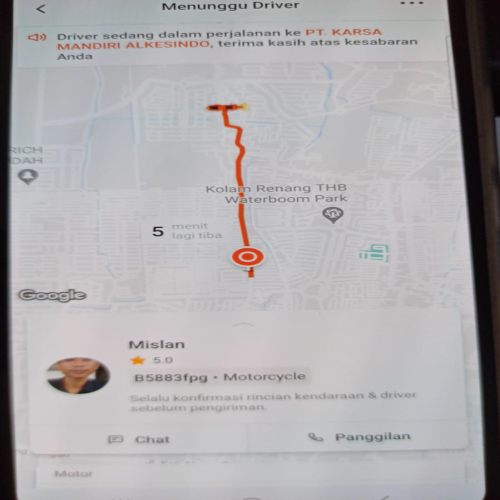 Menunggu Driver
Driver sedang dalam perjalanan ke PT. KARSA
MANDIRI ALKESINDO, terima kasih atas kesabaran
Anda
RICH
DAH
Kolam Renang THB
Waterboom Park
5 menit
lagi tiba
Google
Mislan
5.0
B5883fpg • Motorcycle
Selalu konfirmasi rincian kendaraan & driver
sebelum pengiriman.
Chat
Panggilan
Motor